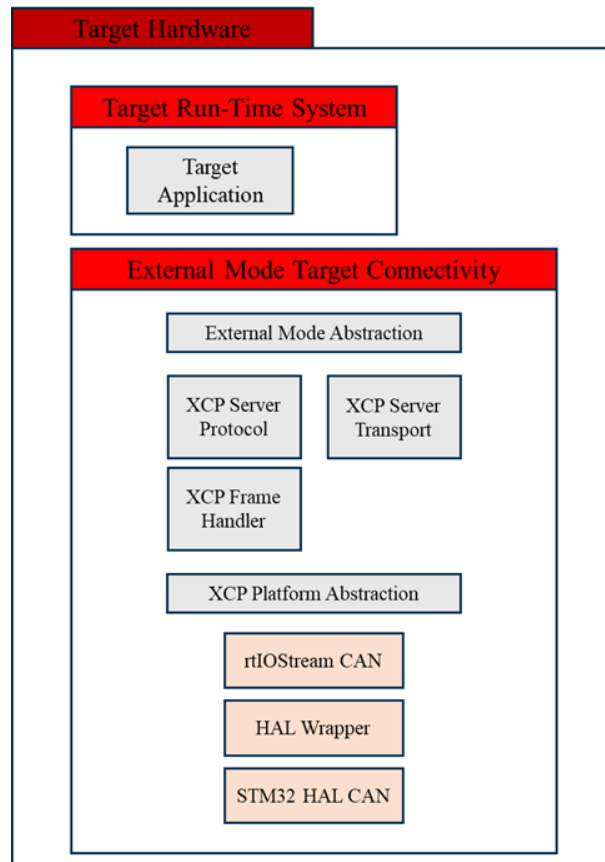 Target Hardware
Target Run-Time System
Target
Application
External Mode Target Connectivity
External Mode Abstraction
XCP Server
Protocol
XCP Server
Transport
XCP Frame
Handler
XCP Platform Abstraction
rtIOStream CAN
HAL Wrapper
STM32 HAL CAN